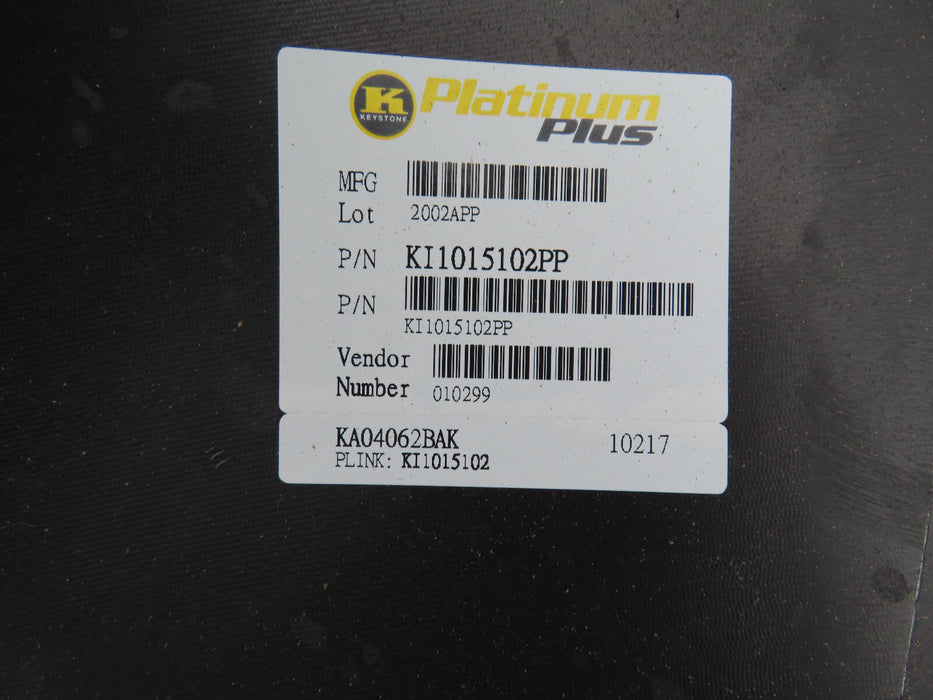 K
KEYSTONE
Platinum
Plus
MFG
Lot
2002APP
P/N KI1015102PP
P/N
KI1015102PP
Vendor
Number
010299
KA04062BAK 10217
PLINK: KI1015102